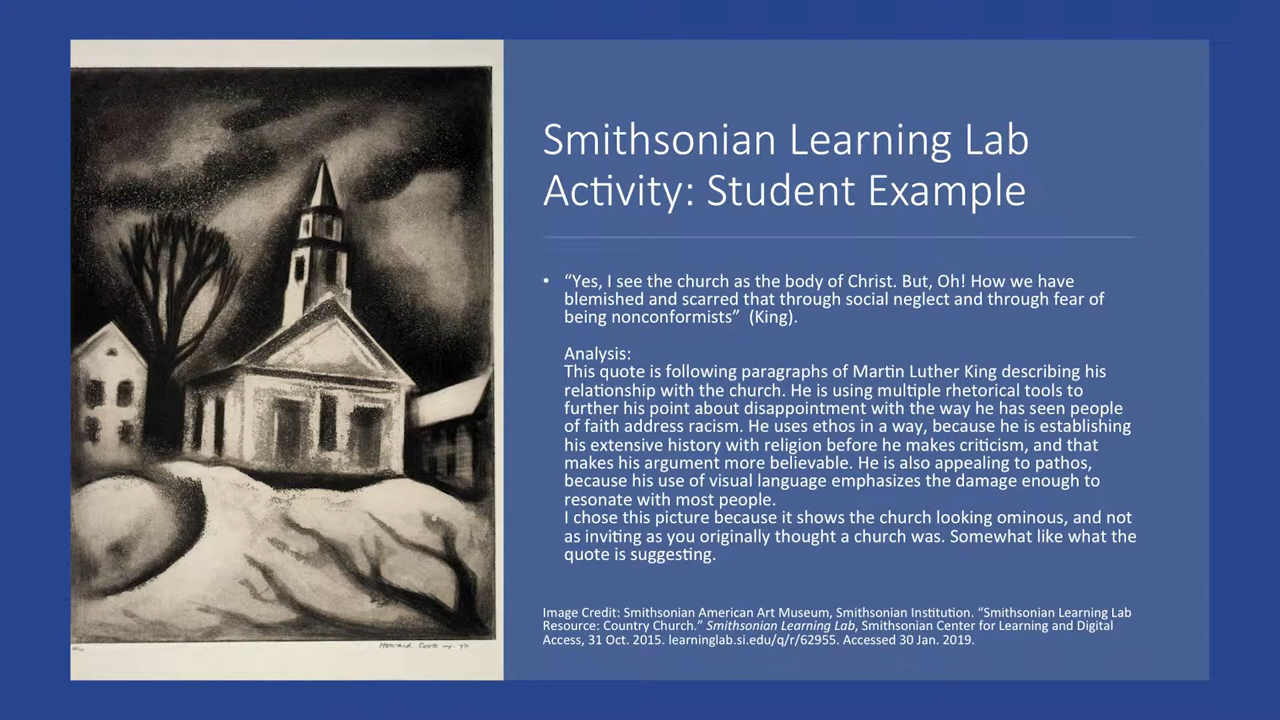 Smithsonian Learning Lab
Activity: Student Example
• “Yes, I see the church as the body of Christ. But, Oh! How we have
blemished and scarred that through social neglect and through fear of
being nonconformists”  (King).
Analysis:
This quote is following paragraphs of Martin Luther King describing his
relationship with the church. He is using multiple rhetorical tools to
further his point about disappointment with the way he has seen people
of faith address racism. He uses ethos in a way, because he is establishing
his extensive history with religion before he makes criticism, and that
makes his argument more believable. He is also appealing to pathos,
because his use of visual language emphasizes the damage enough to
resonate with most people.
I chose this picture because it shows the church looking ominous, and not
as inviting as you originally thought a church was. Somewhat like what the
quote is suggesting.
Image Credit: Smithsonian American Art Museum, Smithsonian Institution. “Smithsonian Learning Lab
Resource: Country Church.” Smithsonian Learning Lab, Smithsonian Center for Learning and Digital
Access, 31 Oct. 2015. learninglab.si.edu/q/r/62955. Accessed 30 Jan. 2019.
Howard Cook